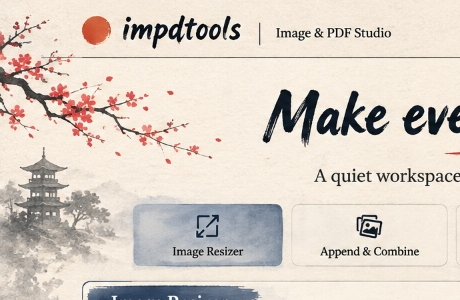 impdtools | Image & PDF Studio
Make eve
A quiet workspace
Image Resizer
Append & Combine